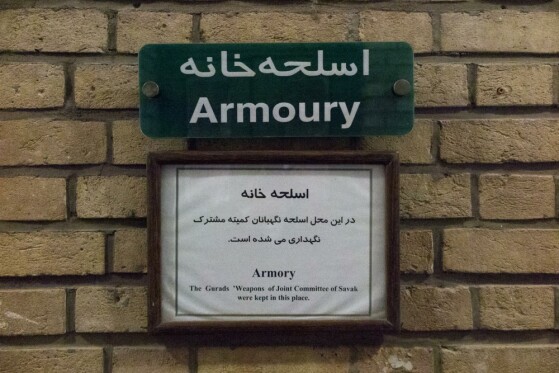 اسلحه‌خانه
Armoury
اسلحه خانه
در این محل اسلحه نگهبانان کمیته مشترک
نگهداری می شده است.
Armory
The Gurads 'Weapons of Joint Committee of Savak
were kept in this place.